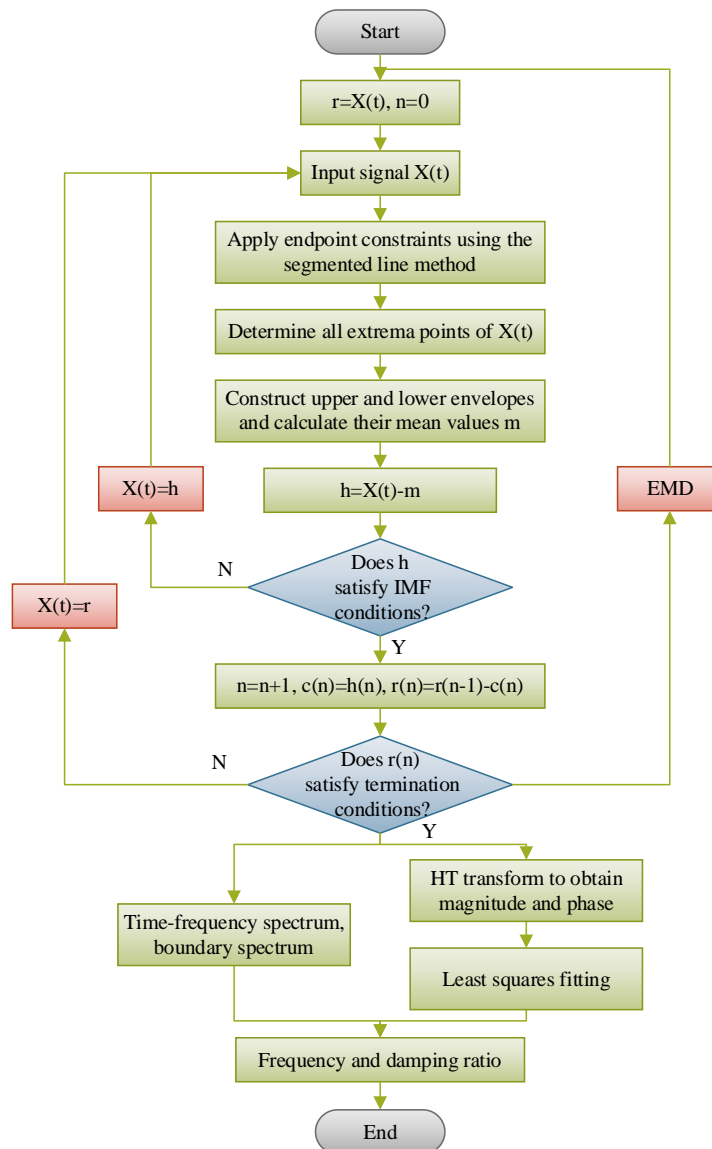 Start
r=X(t), n=0
Input signal X(t)
Apply endpoint constraints using the
segmented line method
Determine all extrema points of X(t)
Construct upper and lower envelopes
and calculate their mean values m
X(t)=h
h=X(t)-m
EMD
N
Does h
satisfy IMF
conditions?
X(t)=r
Y
n=n+1, c(n)=h(n), r(n)=r(n-1)-c(n)
N
Does r(n)
satisfy termination
conditions?
Y
HT transform to obtain
magnitude and phase
Time-frequency spectrum,
boundary spectrum
Least squares fitting
Frequency and damping ratio
End